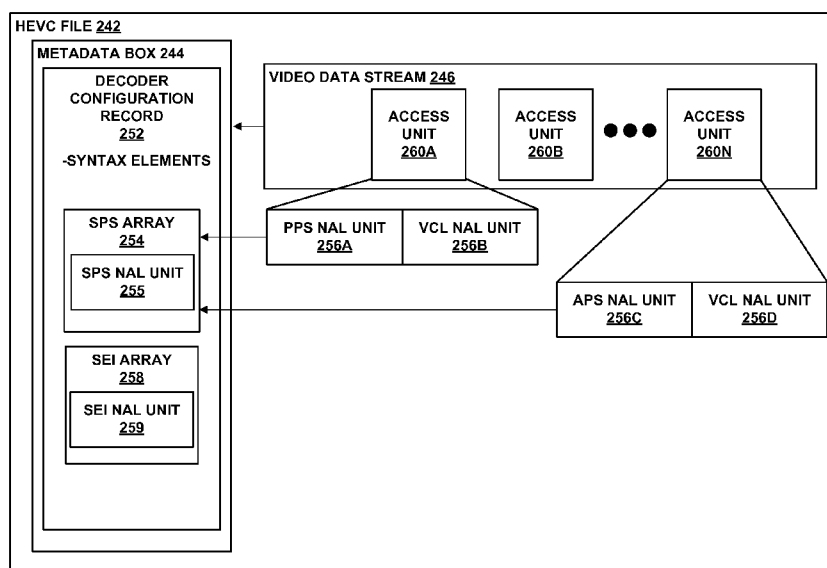 HEVC FILE 242
METADATA BOX 244
DECODER
CONFIGURATION
RECORD
252
-SYNTAX ELEMENTS
SPS ARRAY
254
SPS NAL UNIT
255
SEI ARRAY
258
SEI NAL UNIT
259
VIDEO DATA STREAM 246
ACCESS
UNIT
260A
ACCESS
UNIT
260B
ACCESS
UNIT
260N
PPS NAL UNIT
256A
VCL NAL UNIT
256B
APS NAL UNIT
256C
VCL NAL UNIT
256D